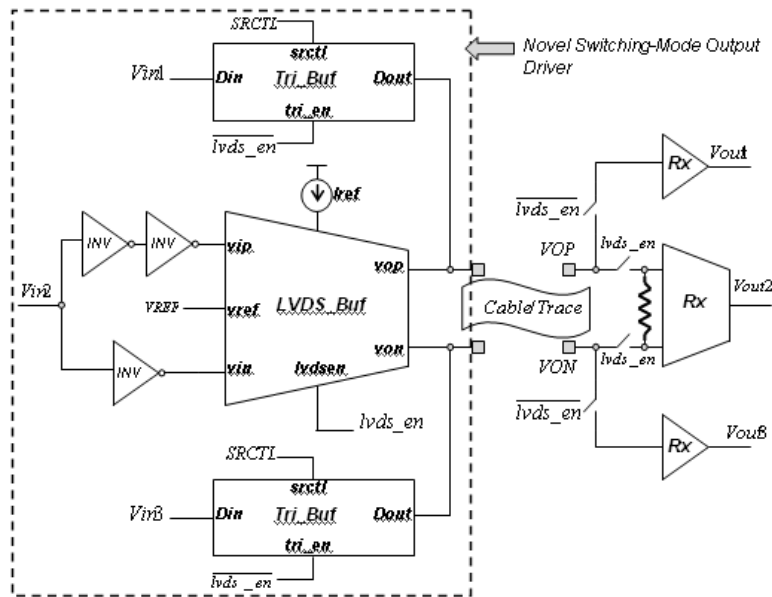 SRCTL
srctl
Vin1
Din
Tri_Buf
Dout
tri_en
lvds_en
Novel Switching-Mode Output
Driver
Iref
INV
INV
vip
vop
Vin2
VREF
vref
LVDS_Buf
INV
vin
lvdsen
von
lvds_en
SRCTL
srctl
Vin3
Din
Tri_Buf
Dout
tri_en
lvds_en
Rx
Vout1
lvds_en
VOP
lvds_en
Cable/Trace
Rx
Vout2
VON
lvds_en
lvds_en
Rx
Vout3